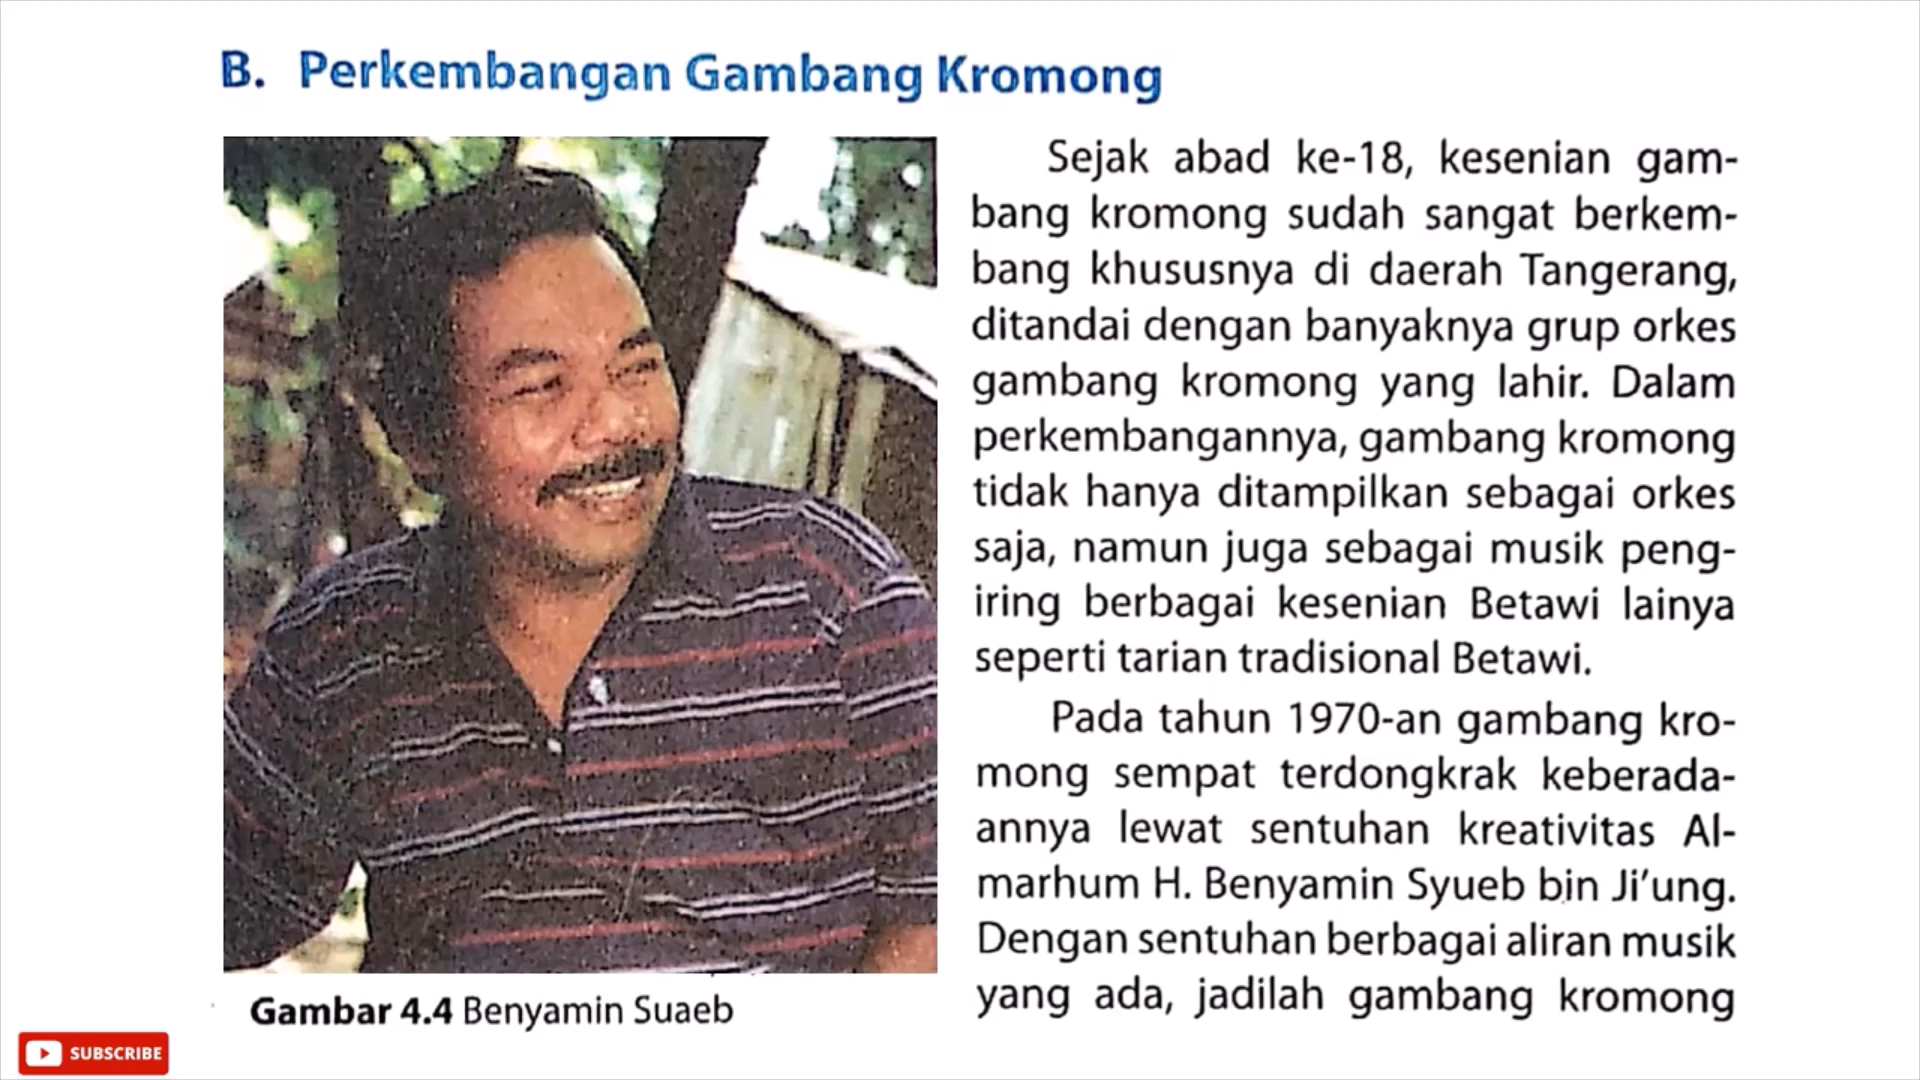 B. Perkembangan Gambang Kromong
Sejak abad ke-18, kesenian gam-
bang kromong sudah sangat berkem-
bang khususnya di daerah Tangerang,
ditandai dengan banyaknya grup orkes
gambang kromong yang lahir. Dalam
perkembangannya, gambang kromong
tidak hanya ditampilkan sebagai orkes
saja, namun juga sebagai musik peng-
iring berbagai kesenian Betawi lainya
seperti tarian tradisional Betawi.
Pada tahun 1970-an gambang kro-
mong sempat terdongkrak keberada-
annya lewat sentuhan kreativitas Al-
marhum H. Benyamin Syueb bin Ji'ung.
Dengan sentuhan berbagai aliran musik
yang ada, jadilah gambang kromong
Gambar 4.4 Benyamin Suaeb
SUBSCRIBE